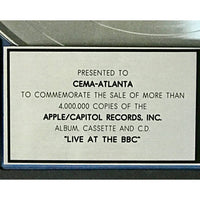 PRESENTED TO
CEMA-ATLANTA
TO COMMEMORATE THE SALE OF MORE THAN
4,000,000 COPIES OF THE
APPLE/CAPITOL RECORDS, INC.
ALBUM, CASSETTE AND C.D.
"LIVE AT THE BBC"